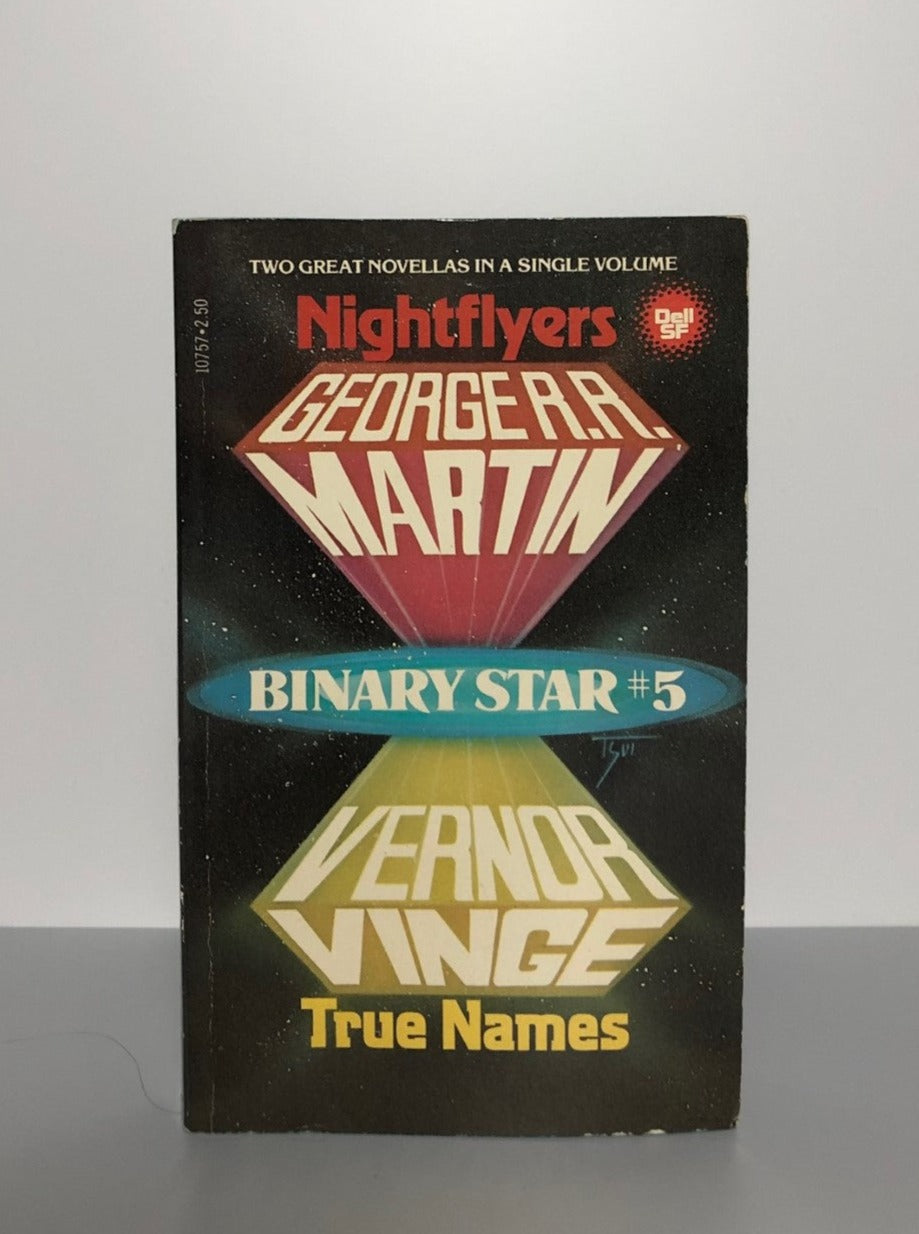 TWO GREAT NOVELLAS IN A SINGLE VOLUME
10757•2.50
Nightflyers
Dell
SF
GEORGE R.R.
MARTIN
BINARY STAR #5
TSUI
VERNOR
VINGE
True Names